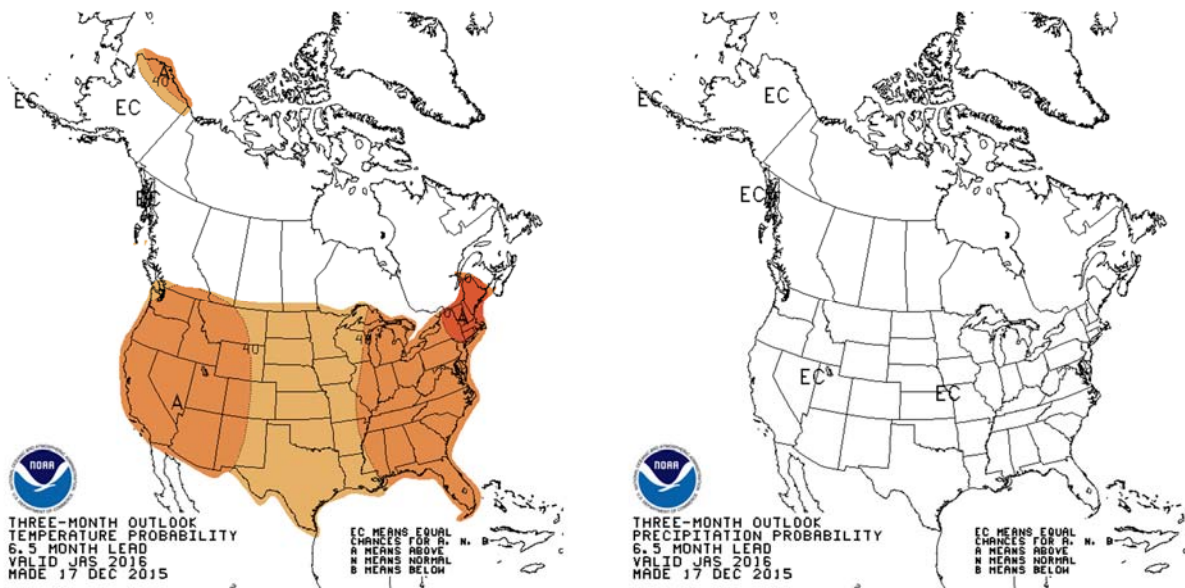 A
40
EC
EC
EC
A
40
40
A
NOAA
THREE-MONTH OUTLOOK
TEMPERATURE PROBABILITY
6.5 MONTH LEAD
VALID JAS 2016
MADE 17 DEC 2015
EC MEANS EQUAL
CHANCES FOR A, N, B
A MEANS ABOVE
N MEANS NORMAL
B MEANS BELOW
EC
EC
EC
EC
EC
NOAA
THREE-MONTH OUTLOOK
PRECIPITATION PROBABILITY
6.5 MONTH LEAD
VALID JAS 2016
MADE 17 DEC 2015
EC MEANS EQUAL
CHANCES FOR A, N, B
A MEANS ABOVE
N MEANS NORMAL
B MEANS BELOW